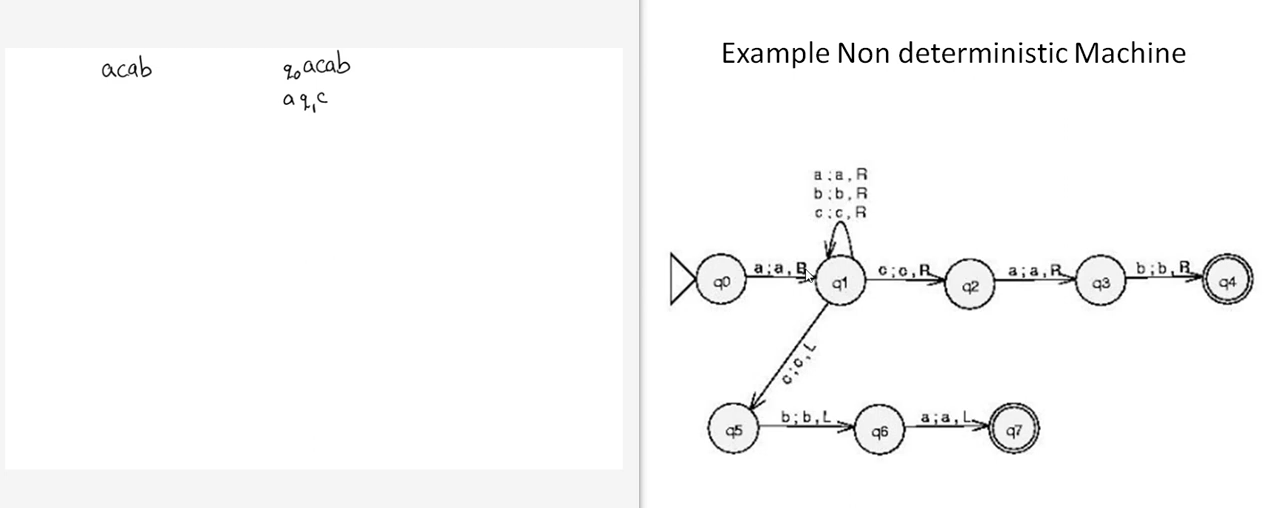 acab
q₀acab
aq₁c
Example Non deterministic Machine
a;a,R
b;b,R
c;c,R
q0
a;a,R
q1
c;c,R
q2
a;a,R
q3
b;b,R
q4
c;c,L
q5
b;b,L
q6
a;a,L
q7